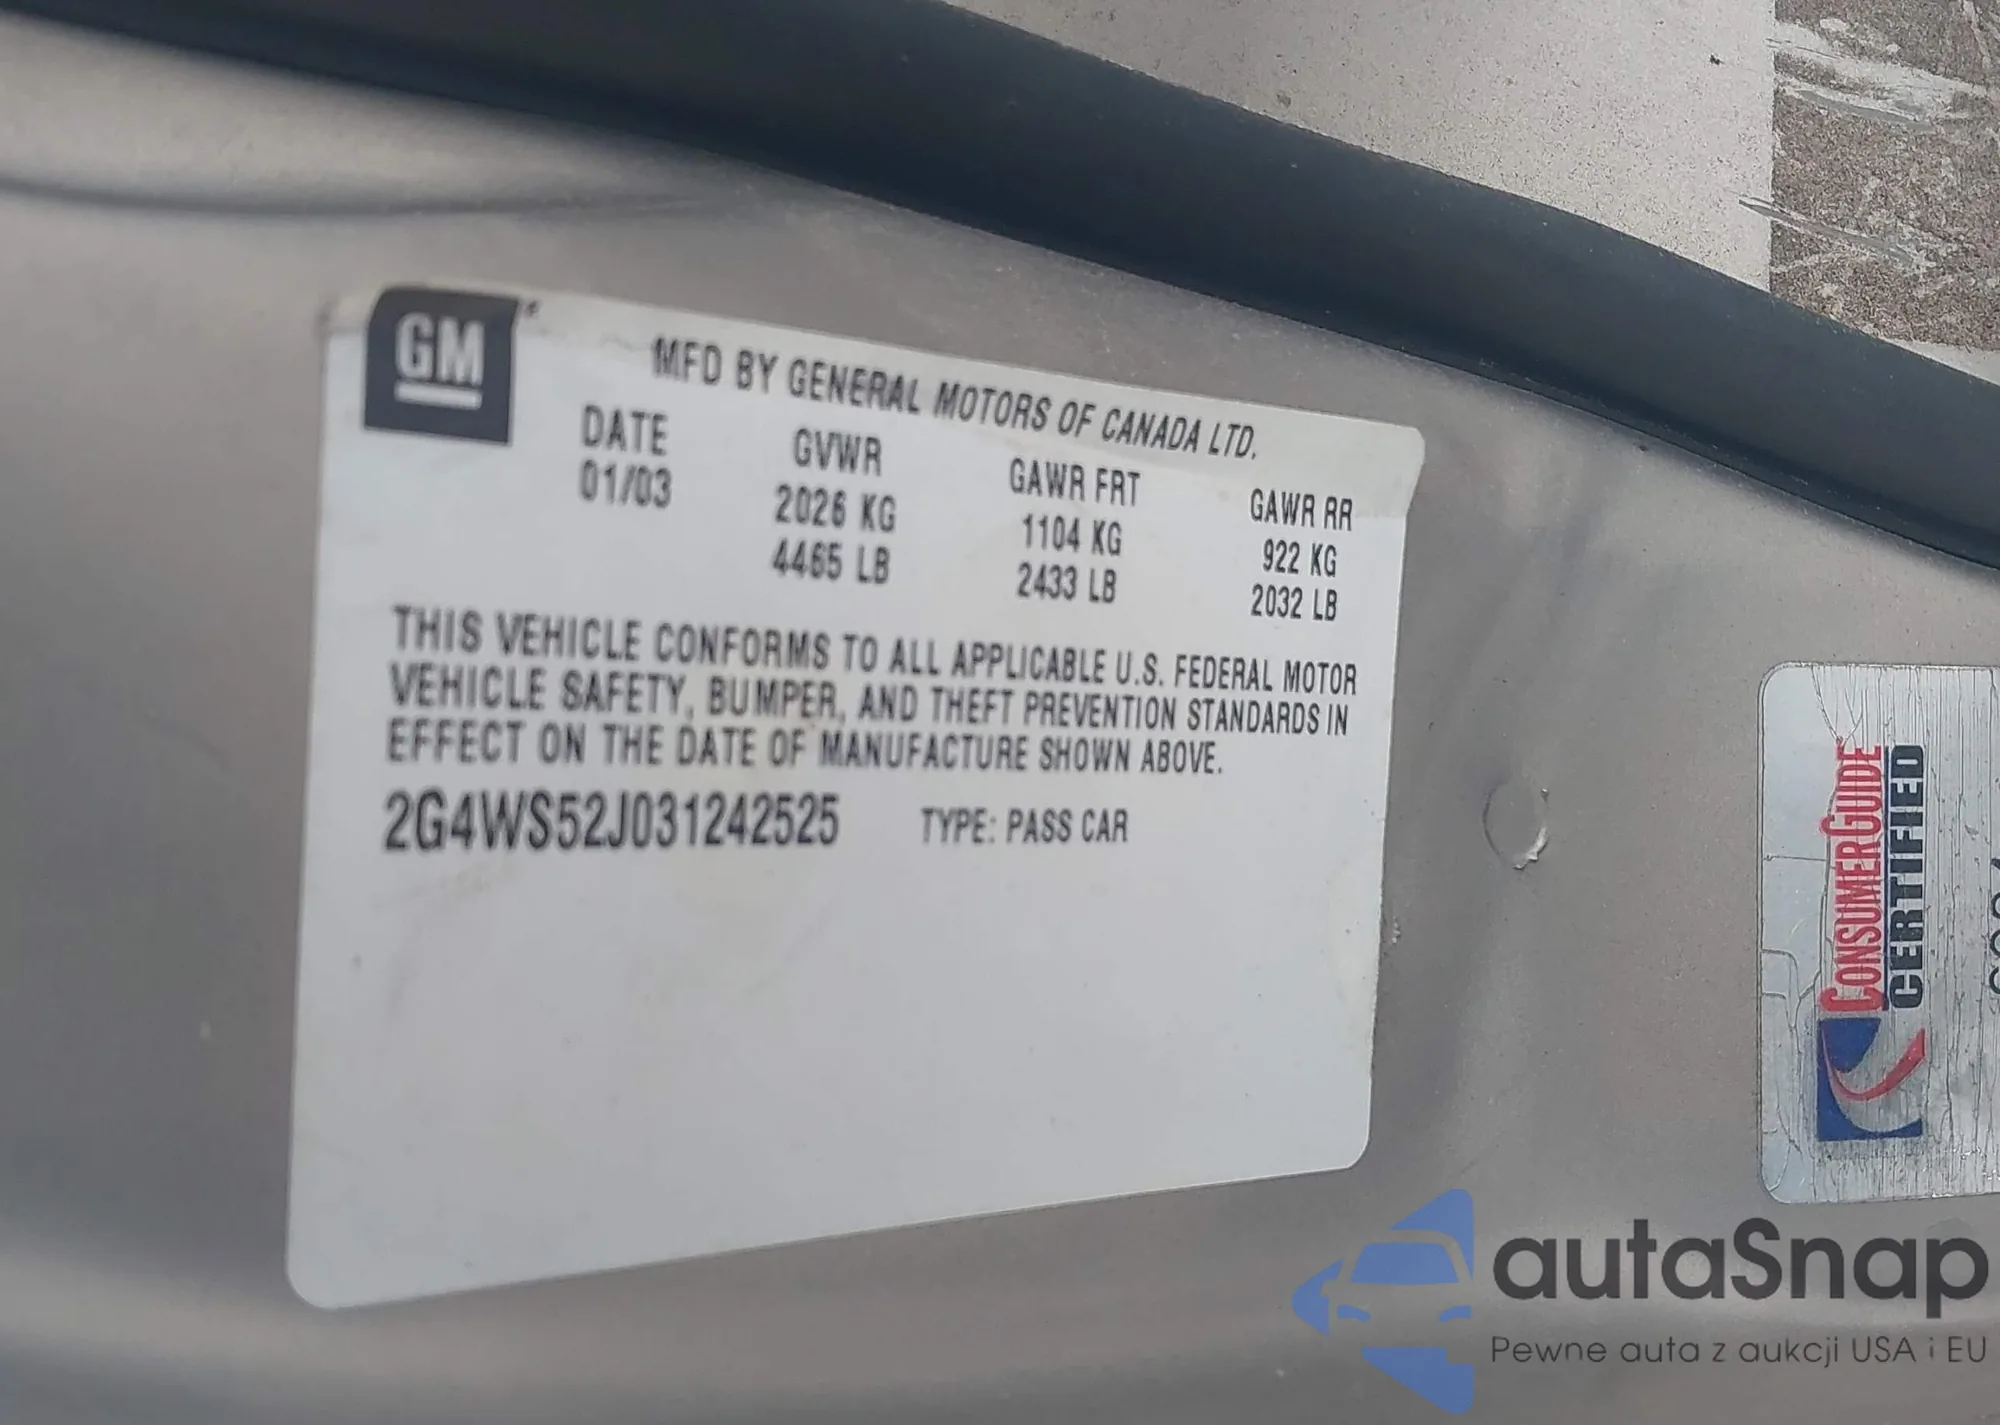 GM
MFD BY GENERAL MOTORS OF CANADA LTD.
DATE GVWR GAWR FRT GAWR RR
01/03 2026 KG 1104 KG 922 KG
4465 LB 2433 LB 2032 LB
THIS VEHICLE CONFORMS TO ALL APPLICABLE U.S. FEDERAL MOTOR
VEHICLE SAFETY, BUMPER, AND THEFT PREVENTION STANDARDS IN
EFFECT ON THE DATE OF MANUFACTURE SHOWN ABOVE.
2G4WS52J031242525 TYPE: PASS CAR
CONSUMERGUIDE
CERTIFIED
autaSnap
Pewne auta z aukcji USA i EU